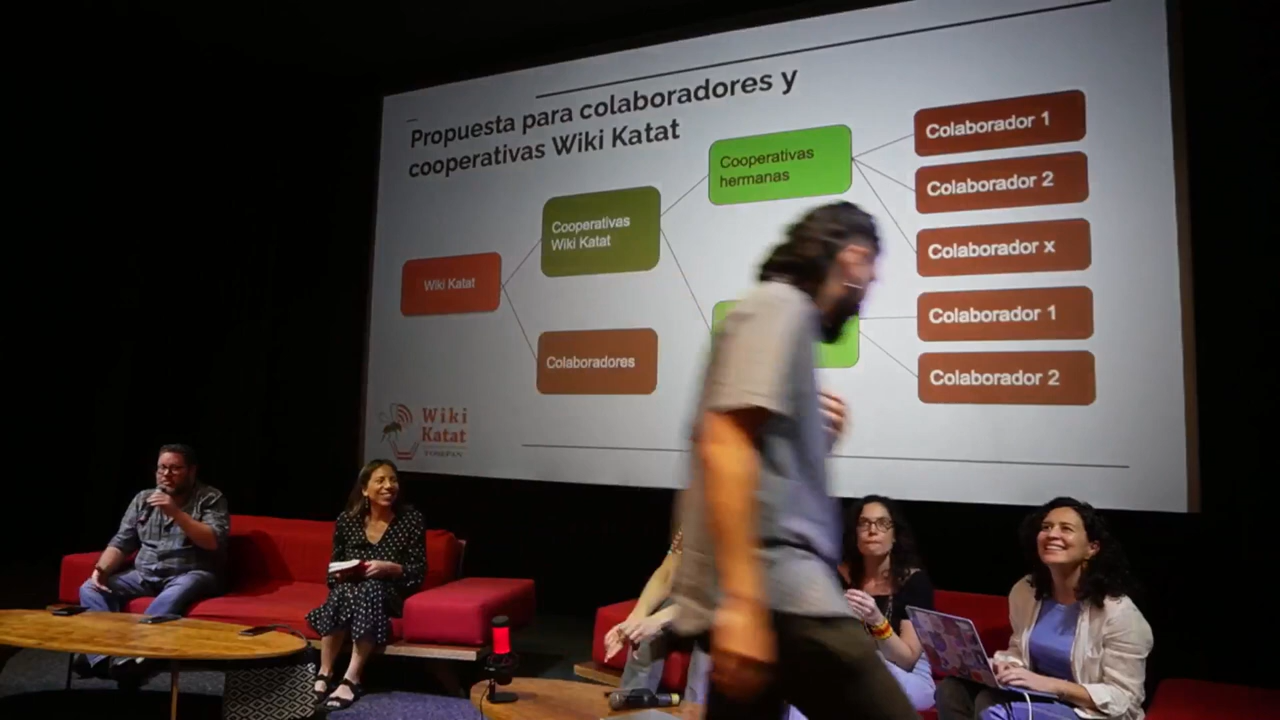 Propuesta para colaboradores y
cooperativas Wiki Katat
Wiki Katat
Cooperativas
Wiki Katat
Colaboradores
Cooperativas
hermanas
Colaborador 1
Colaborador 2
Colaborador x
Colaborador 1
Colaborador 2
Wiki
Katat